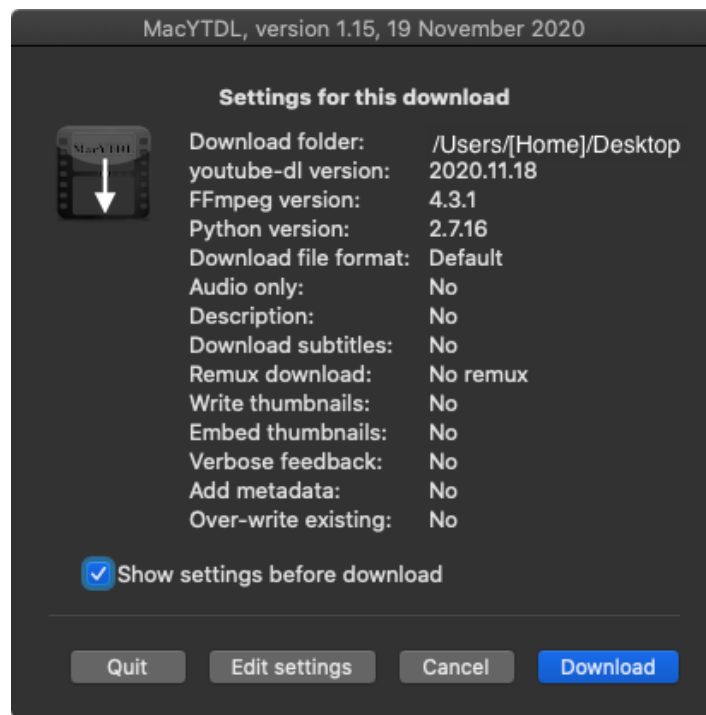 MacYTDL, version 1.15, 19 November 2020
Settings for this download
MacYTDL
Download folder: /Users/[Home]/Desktop
youtube-dl version: 2020.11.18
FFmpeg version: 4.3.1
Python version: 2.7.16
Download file format: Default
Audio only: No
Description: No
Download subtitles: No
Remux download: No remux
Write thumbnails: No
Embed thumbnails: No
Verbose feedback: No
Add metadata: No
Over-write existing: No
Show settings before download
Quit Edit settings Cancel Download